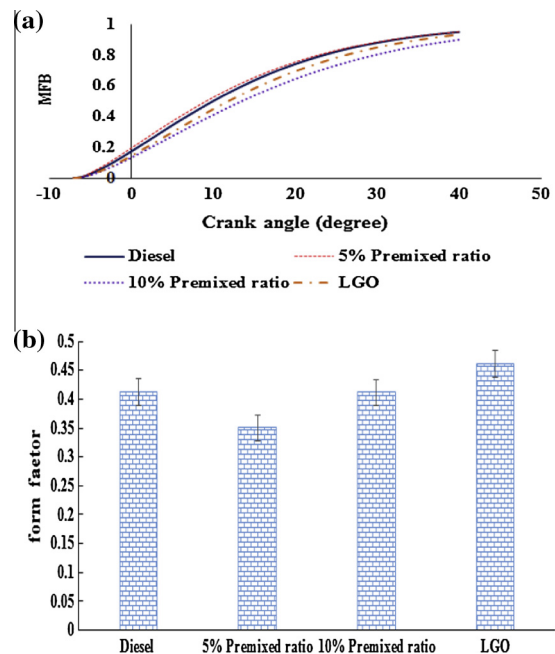 (a)
1
0.8
0.6
0.4
0.2
0
MFB
-10 0 10 20 30 40 50
Crank angle (degree)
Diesel 5% Premixed ratio
10% Premixed ratio LGO
(b)
0.5
0.45
0.4
0.35
0.3
0.25
0.2
0.15
0.1
0.05
0
form factor
Diesel 5% Premixed ratio 10% Premixed ratio LGO